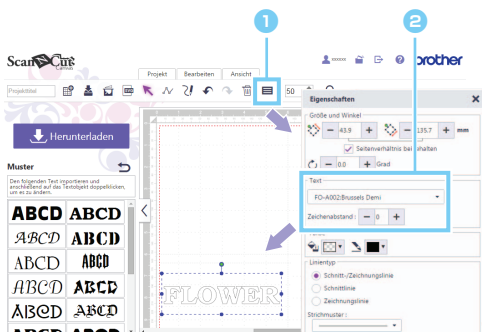 1
2
ScanNCut
Canvas
xxxxx
brother
Projekt Bearbeiten Ansicht
Projekttitel
50
Eigenschaften
Größe und Winkel
43.9 135.7 mm
Seitenverhältnis beibehalten
0.0 Grad
Herunterladen
Muster
Den folgenden Text importieren und
anschließend auf das
Textobjekt doppelklicken,
um es zu ändern.
Text
FO-A002:Brussels Demi
Zeichenabstand: 0
ABCD ABCD
ABCD ABCD
ABCD ABCD
ABCD ABCD
ABCD ABCD
ABCD ABCD
FLOWER
Linientyp
Schnitt-/Zeichnungslinie
Schnittlinie
Zeichnungslinie
Strichmuster :